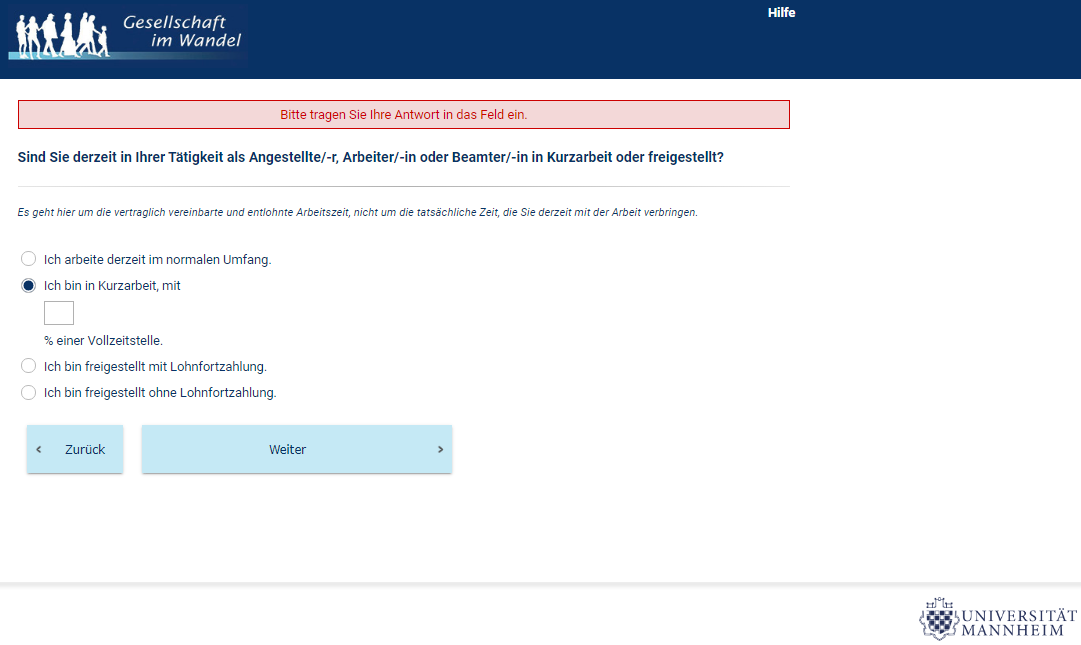 Gesellschaft
im Wandel
Hilfe
Bitte tragen Sie Ihre Antwort in das Feld ein.
Sind Sie derzeit in Ihrer Tätigkeit als Angestellte/-r, Arbeiter/-in oder Beamter/-in in Kurzarbeit oder freigestellt?
Es geht hier um die vertraglich vereinbarte und entlohnte Arbeitszeit, nicht um die tatsächliche Zeit, die Sie derzeit mit der Arbeit verbringen.
Ich arbeite derzeit im normalen Umfang.
Ich bin in Kurzarbeit, mit
% einer Vollzeitstelle.
Ich bin freigestellt mit Lohnfortzahlung.
Ich bin freigestellt ohne Lohnfortzahlung.
‹ Zurück Weiter ›
UNIVERSITÄT
MANNHEIM